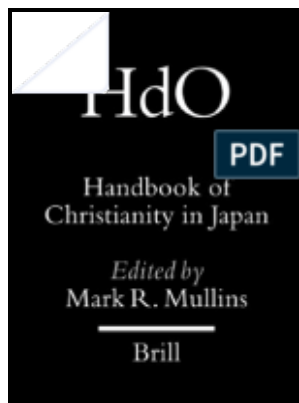 HdO
PDF
Handbook of
Christianity in Japan
Edited by
Mark R. Mullins
Brill